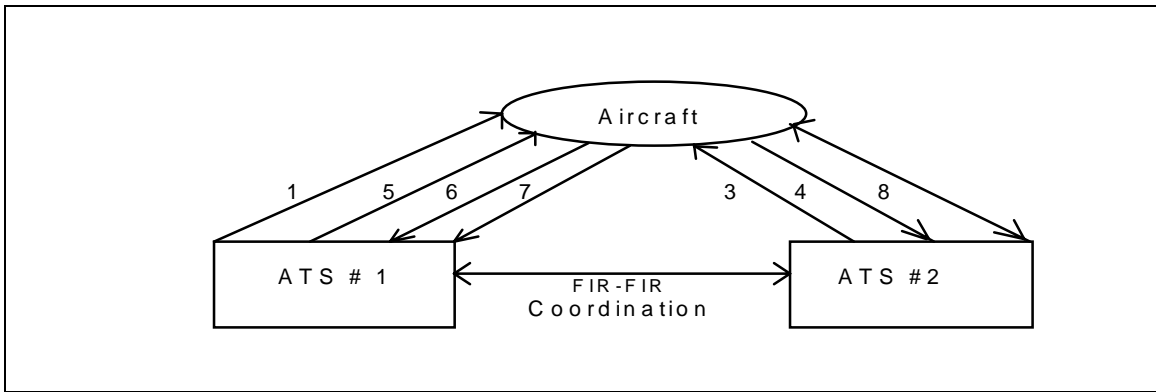 Aircraft
1 5 6 7 3 4 8
ATS # 1
ATS #2
FIR-FIR
Coordination